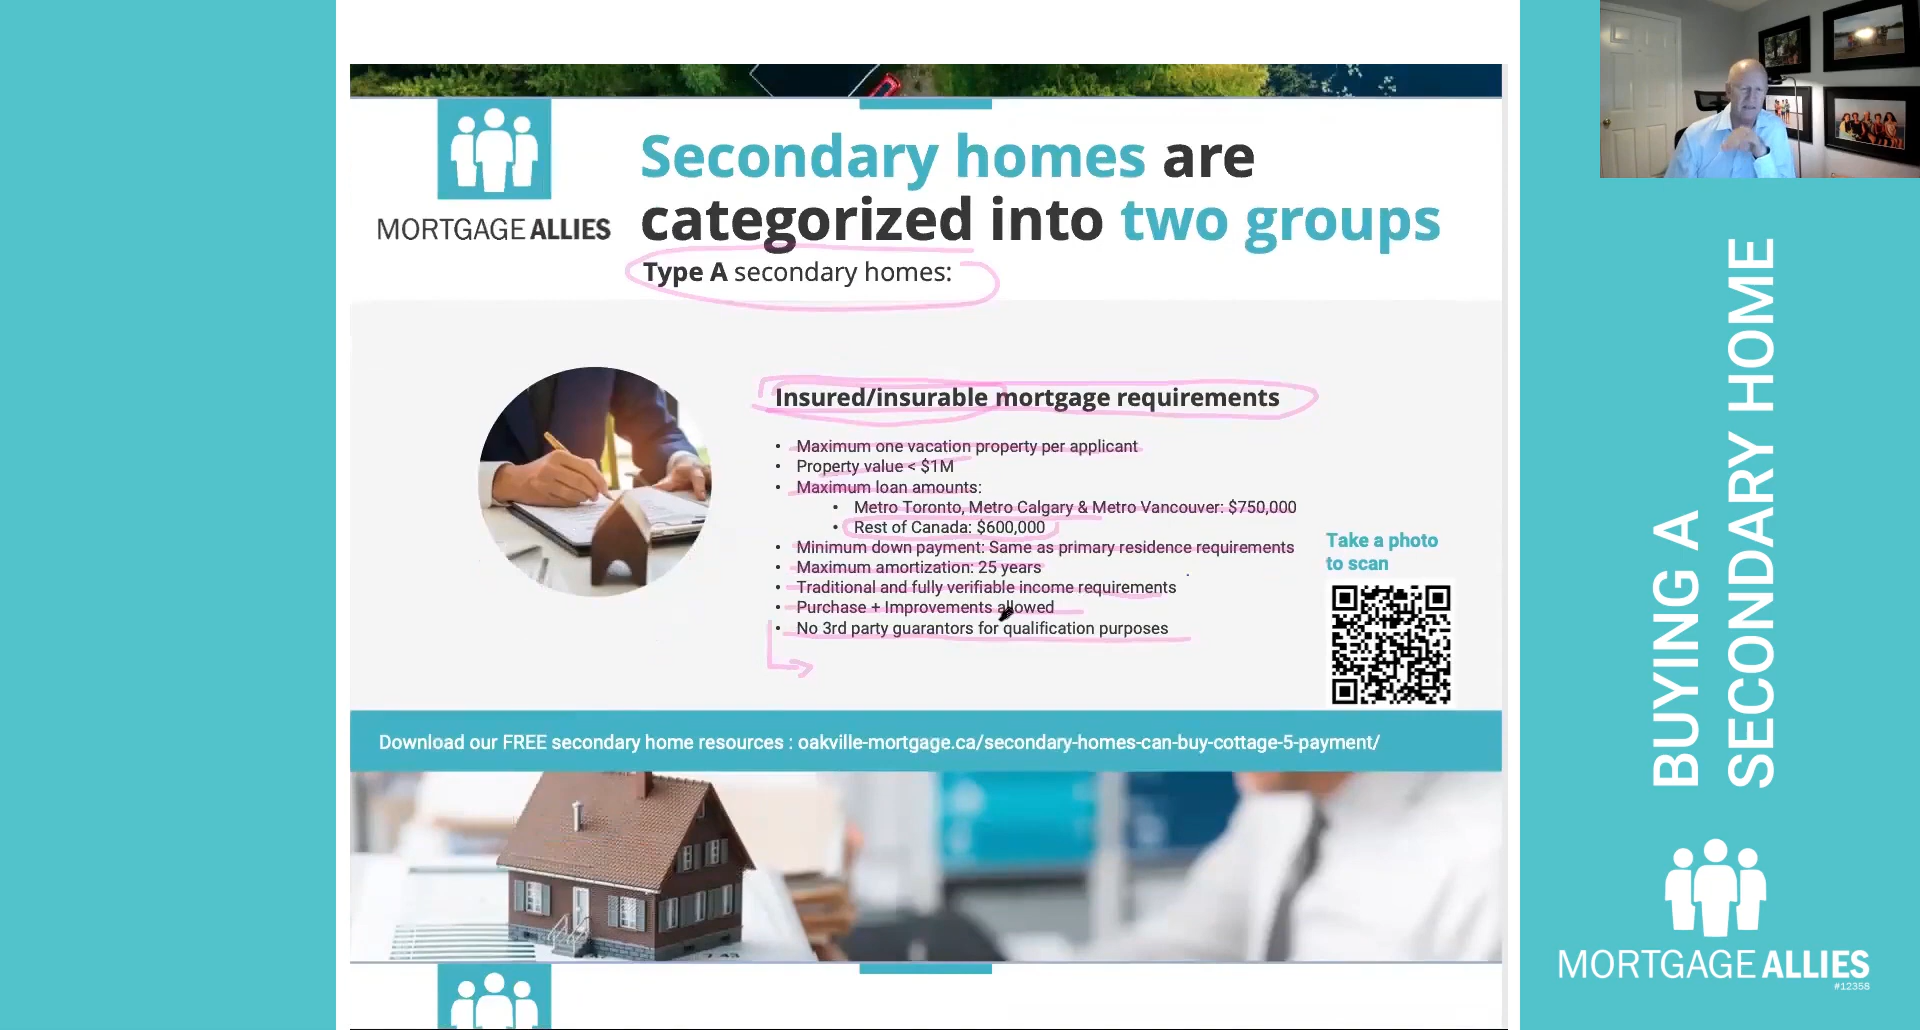 MORTGAGE ALLIES
Secondary homes are
categorized into two groups
Type A secondary homes:
Insured/insurable mortgage requirements
• Maximum one vacation property per applicant
• Property value < $1M
• Maximum loan amounts:
• Metro Toronto, Metro Calgary & Metro Vancouver: $750,000
• Rest of Canada: $600,000
• Minimum down payment: Same as primary residence requirements
• Maximum amortization: 25 years
• Traditional and fully verifiable income requirements
• Purchase + Improvements allowed
• No 3rd party guarantors for qualification purposes
Take a photo
to scan
Download our FREE secondary home resources : oakville-mortgage.ca/secondary-homes-can-buy-cottage-5-payment/
BUYING A
SECONDARY HOME
MORTGAGE ALLIES
#12358